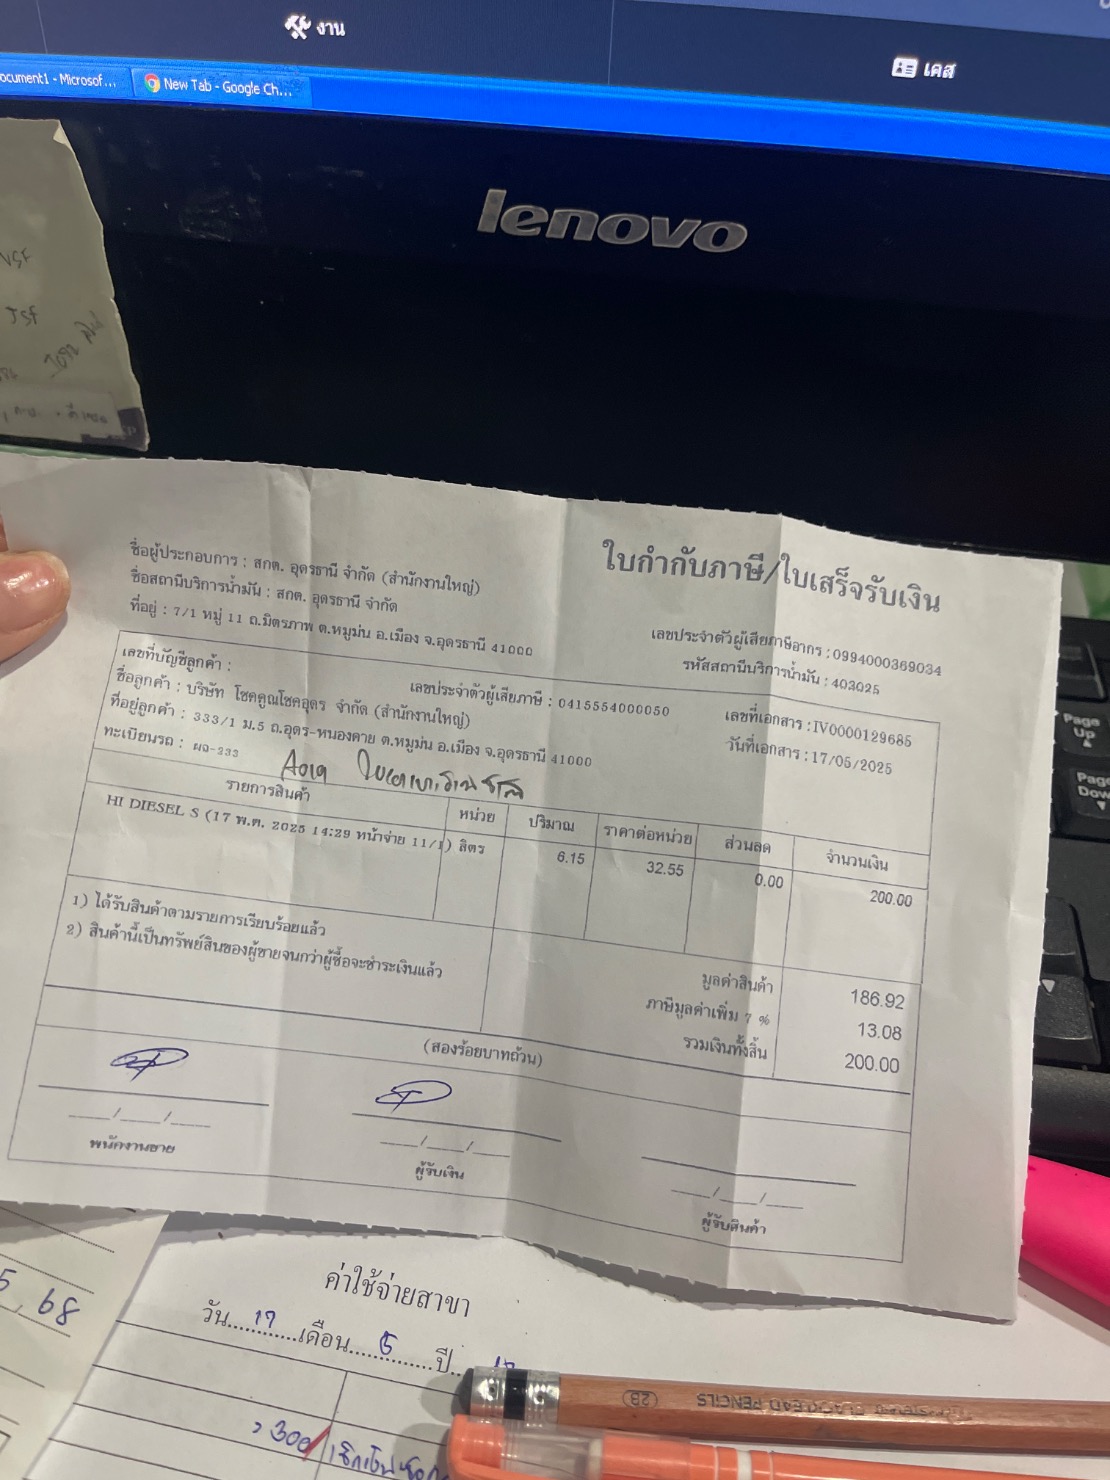 งาน
เคส
ocument1 - Microsof...
New Tab - Google Ch...
lenovo
VSF
JSF
ใบกำกับภาษี/ใบเสร็จรับเงิน
ชื่อผู้ประกอบการ : สกต. อุดรธานี จำกัด (สำนักงานใหญ่)
ชื่อสถานีบริการน้ำมัน : สกต. อุดรธานี จำกัด
ที่อยู่ : 7/1 หมู่ 11 ถ.มิตรภาพ ต.หมูม่น อ.เมือง จ.อุดรธานี 41000
เลขประจำตัวผู้เสียภาษีอากร : 0994000369034
รหัสสถานีบริการน้ำมัน : 403025
เลขที่บัญชีลูกค้า :
เลขประจำตัวผู้เสียภาษี : 0415554000050
ชื่อลูกค้า : บริษัท โชคคูณโชคอุดร จำกัด (สำนักงานใหญ่)
ที่อยู่ลูกค้า : 333/1 ม.5 ถ.อุดร-หนองคาย ต.หมูม่น อ.เมือง จ.อุดรธานี 41000
ทะเบียนรถ : ผจ-233
เลขที่เอกสาร : IV0000129685
วันที่เอกสาร : 17/05/2025
รายการสินค้า หน่วย ปริมาณ ราคาต่อหน่วย ส่วนลด จำนวนเงิน
HI DIESEL S (17 พ.ค. 2025 14:29 หน้าจ่าย 11/1) ลิตร 6.15 32.55 0.00 200.00
1) ได้รับสินค้าตามรายการเรียบร้อยแล้ว
2) สินค้านี้เป็นทรัพย์สินของผู้ขายจนกว่าผู้ซื้อจะชำระเงินแล้ว
มูลค่าสินค้า 186.92
ภาษีมูลค่าเพิ่ม 7 % 13.08
รวมเงินทั้งสิ้น 200.00
(สองร้อยบาทถ้วน)
___/___/___ ___/___/___ ___/___/___
พนักงานขาย ผู้รับเงิน ผู้รับสินค้า
5, 68
ค่าใช้จ่ายสาขา
วัน....17....เดือน....5....ปี..
300
2B
Page Up
Page Dow